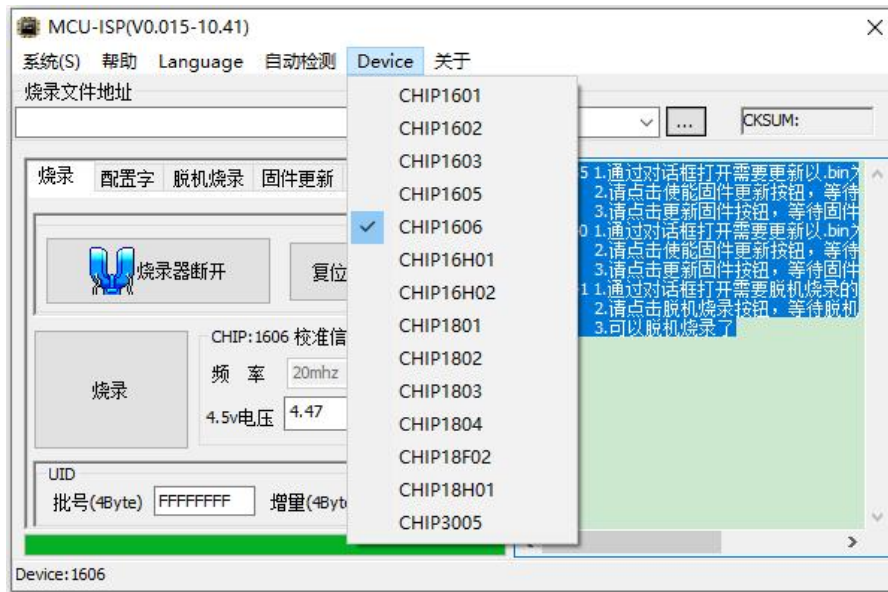 MCU-ISP(V0.015-10.41)
系统(S) 帮助 Language 自动检测 Device 关于
烧录文件地址
... CKSUM:
烧录 配置字 脱机烧录 固件更新
烧录器断开 复位
CHIP:1606 校准信
频 率 20mhz
烧录
4.5v电压 4.47
UID
批号(4Byte) FFFFFFFF 增量(4Byt
Device:1606
CHIP1601
CHIP1602
CHIP1603
CHIP1605
CHIP1606
CHIP16H01
CHIP16H02
CHIP1801
CHIP1802
CHIP1803
CHIP1804
CHIP18F02
CHIP18H01
CHIP3005
5 1.通过对话框打开需要更新以.bin
2.请点击使能固件更新按钮，等待
3.请点击更新固件按钮，等待固件
0 1.通过对话框打开需要更新以.bin
2.请点击使能固件更新按钮，等待
3.请点击更新固件按钮，等待固件
1 1.通过对话框打开需要脱机烧录的
2.请点击脱机烧录按钮，等待脱机
3.可以脱机烧录了